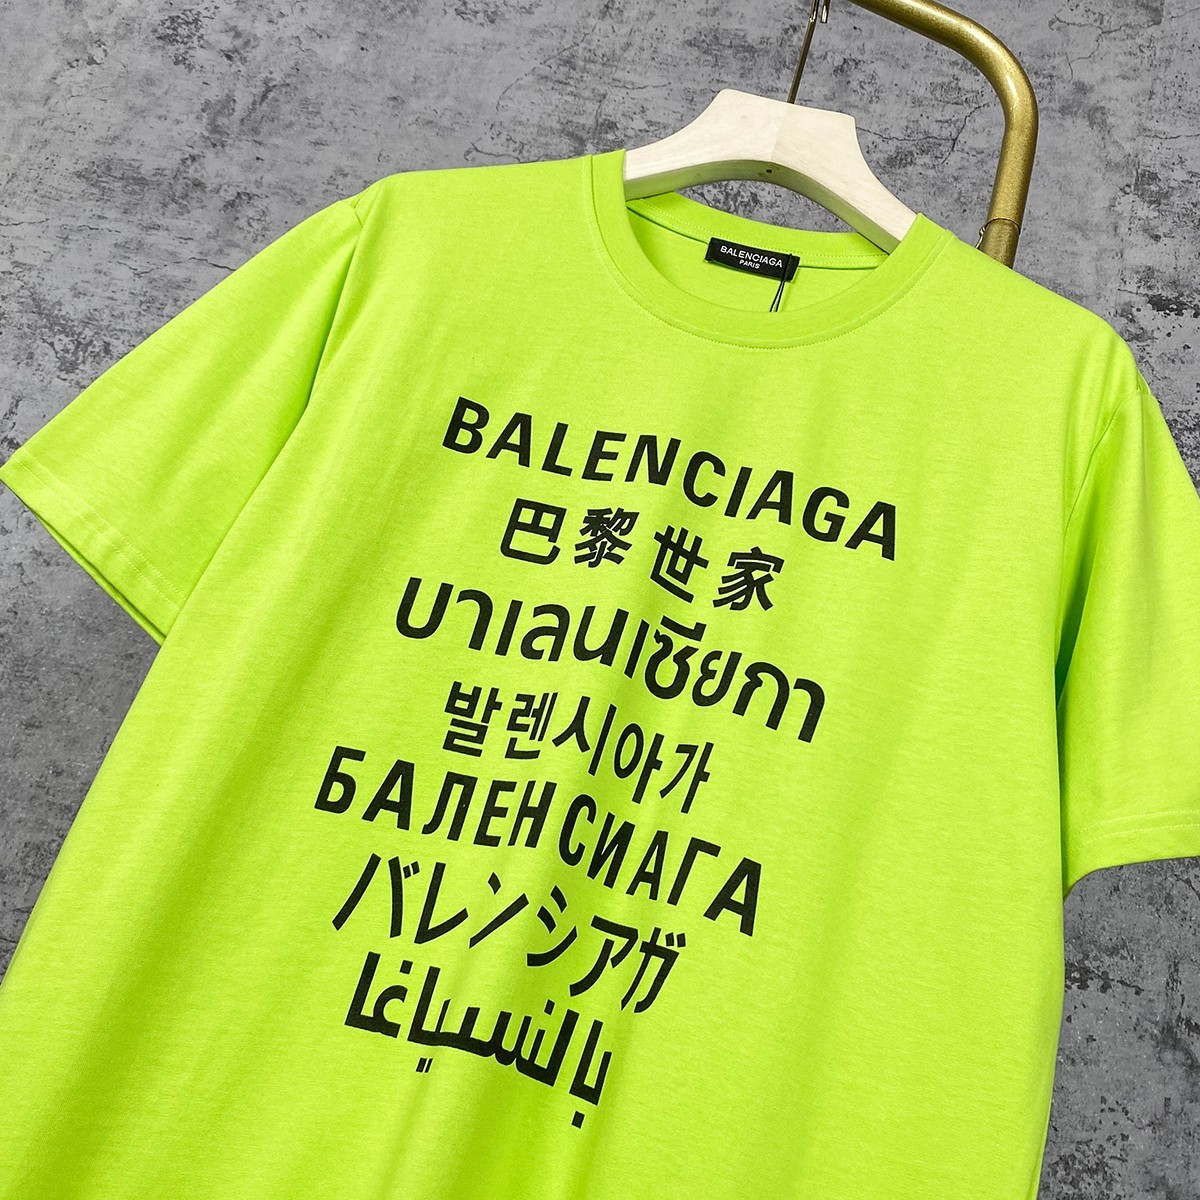 BALENCIAGA
PARIS
BALENCIAGA
巴黎世家
บาเลนเซียกา
발렌시아가
БАЛЕНСИАГА
バレンシアガ
بالنسياغا